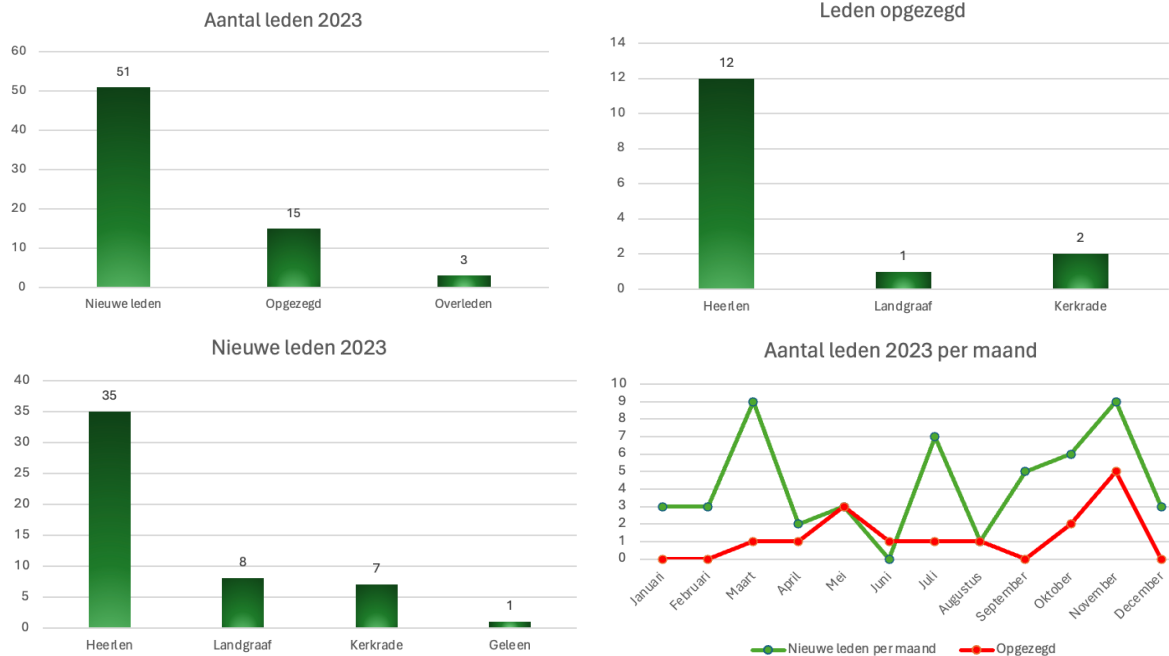 Aantal leden 2023
60
50
40
30
20
10
0
51
15
3
Nieuwe leden
Opgezegd
Overleden
Leden opgezegd
14
12
10
8
6
4
2
0
12
1
2
Heerlen
Landgraaf
Kerkrade
Nieuwe leden 2023
40
35
30
25
20
15
10
5
0
35
8
7
1
Heerlen
Landgraaf
Kerkrade
Geleen
Aantal leden 2023 per maand
10
9
8
7
6
5
4
3
2
1
0
Januari
Februari
Maart
April
Mei
Juni
Juli
Augustus
September
Oktober
November
December
Nieuwe leden per maand
Opgezegd